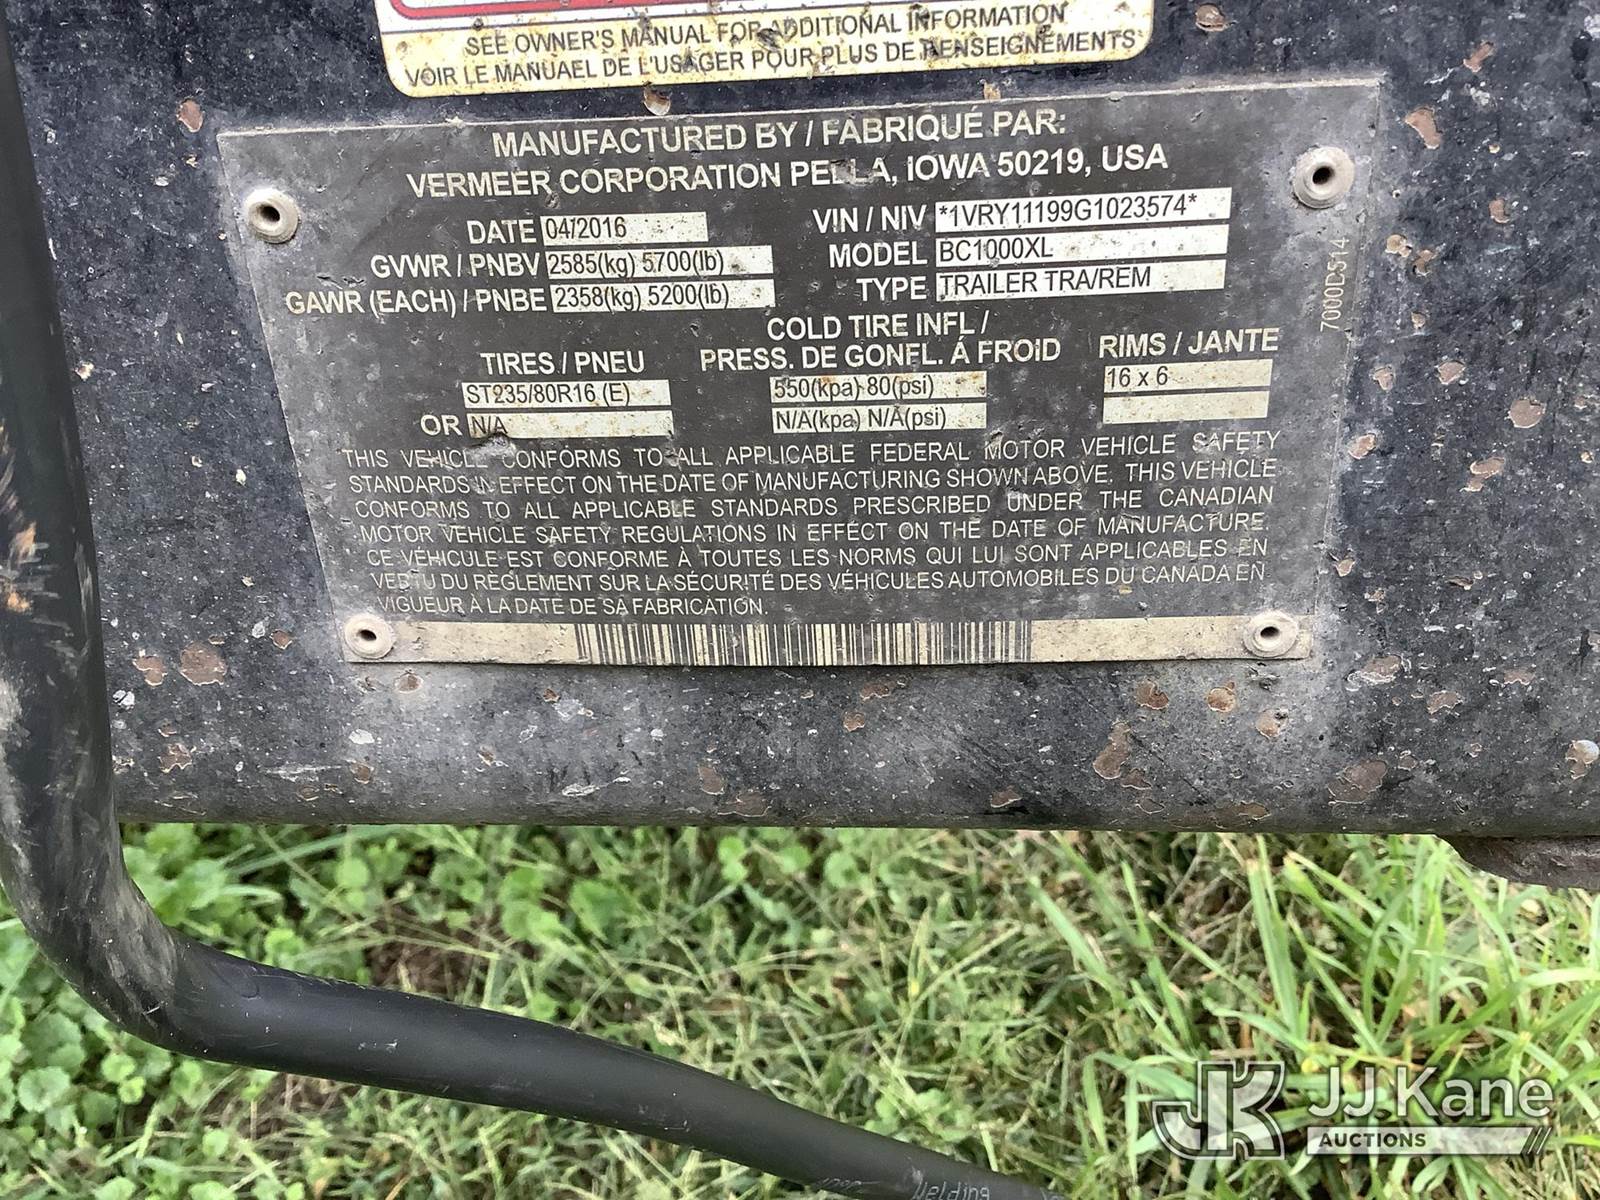 SEE OWNER'S MANUAL FOR ADDITIONAL INFORMATION
VOIR LE MANUAEL DE L'USAGER POUR PLUS DE RENSEIGNEMENTS
MANUFACTURED BY / FABRIQUÉ PAR:
VERMEER CORPORATION PELLA, IOWA 50219, USA
DATE 04/2016 VIN / NIV *1VRY11199G1023574*
GVWR / PNBV 2585(kg) 5700(lb) MODEL BC1000XL
GAWR (EACH) / PNBE 2358(kg) 5200(lb) TYPE TRAILER TRA/REM
7000D514
COLD TIRE INFL /
TIRES / PNEU PRESS. DE GONFL. Á FROID RIMS / JANTE
ST235/80R16 (E) 550(kpa) 80(psi) 16 x 6
OR N/A N/A(kpa) N/A(psi)
THIS VEHICLE CONFORMS TO ALL APPLICABLE FEDERAL MOTOR VEHICLE SAFETY
STANDARDS IN EFFECT ON THE DATE OF MANUFACTURING SHOWN ABOVE. THIS VEHICLE
CONFORMS TO ALL APPLICABLE STANDARDS PRESCRIBED UNDER THE CANADIAN
MOTOR VEHICLE SAFETY REGULATIONS IN EFFECT ON THE DATE OF MANUFACTURE.
CE VÉHICULE EST CONFORME À TOUTES LES NORMS QUI LUI SONT APPLICABLES EN
VERTU DU RÈGLEMENT SUR LA SÉCURITÉ DES VÉHICULES AUTOMOBILES DU CANADA EN
VIGUEUR À LA DATE DE SA FABRICATION.
JK JJ Kane
AUCTIONS
Welding